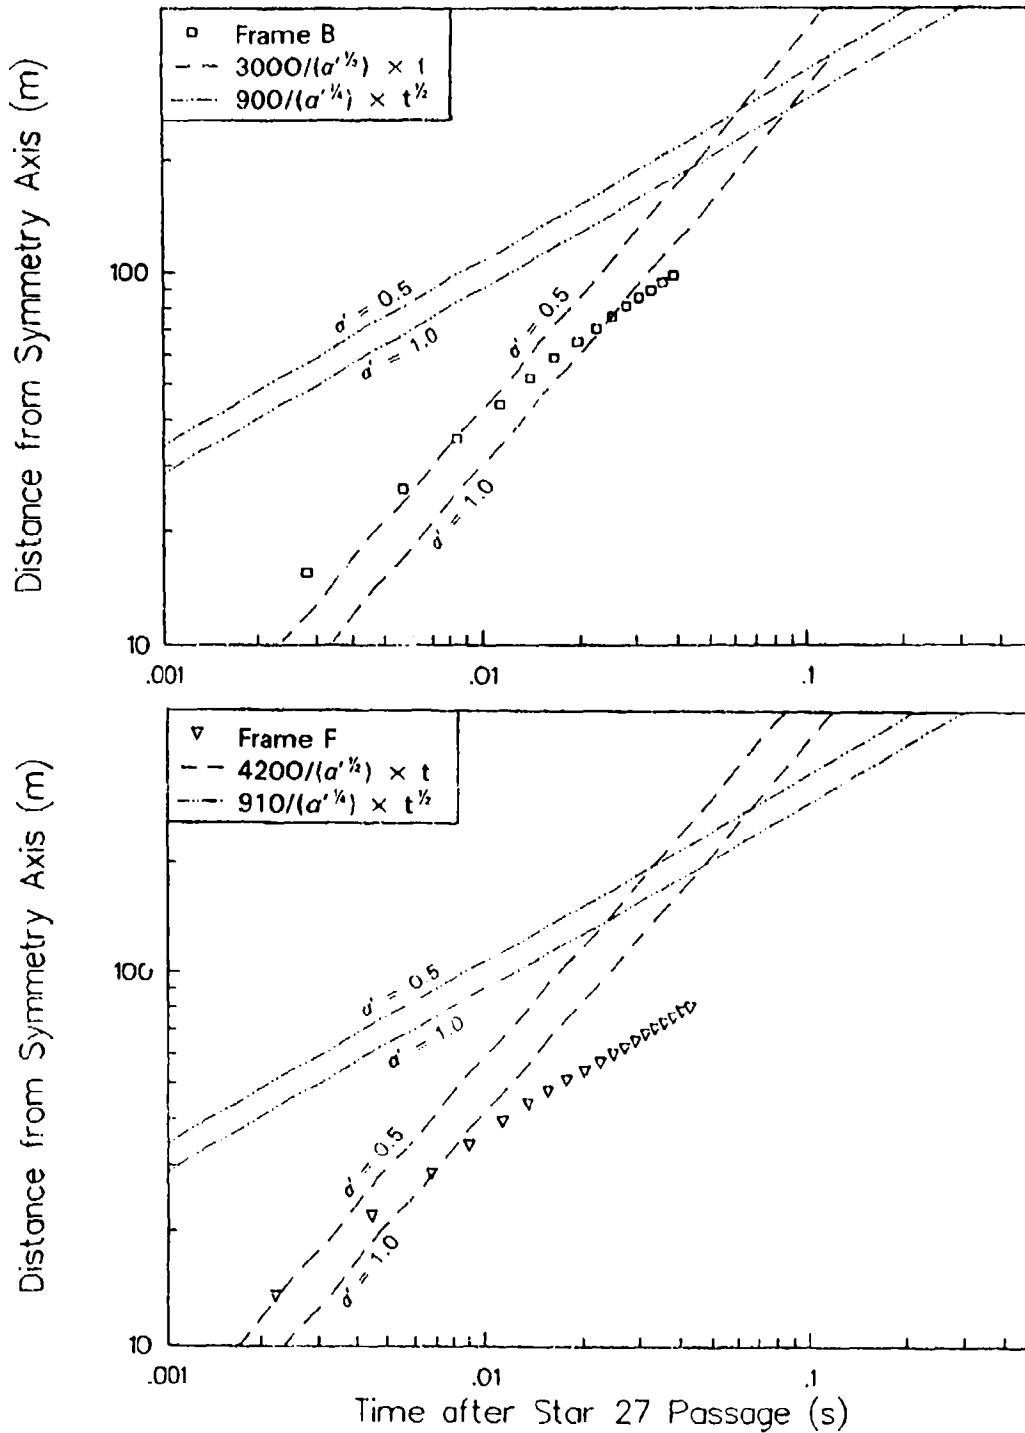 Frame B
3000/(a'^⅓) × t
900/(a'^¼) × t^½
Distance from Symmetry Axis (m)
100
10
a' = 0.5
a' = 1.0
a' = 0.5
a' = 1.0
.001
.01
.1
Frame F
4200/(a'^½) × t
910/(a'^¼) × t^½
Distance from Symmetry Axis (m)
100
10
a' = 0.5
a' = 1.0
a' = 0.5
a' = 1.0
.001
.01
.1
Time after Star 27 Passage (s)